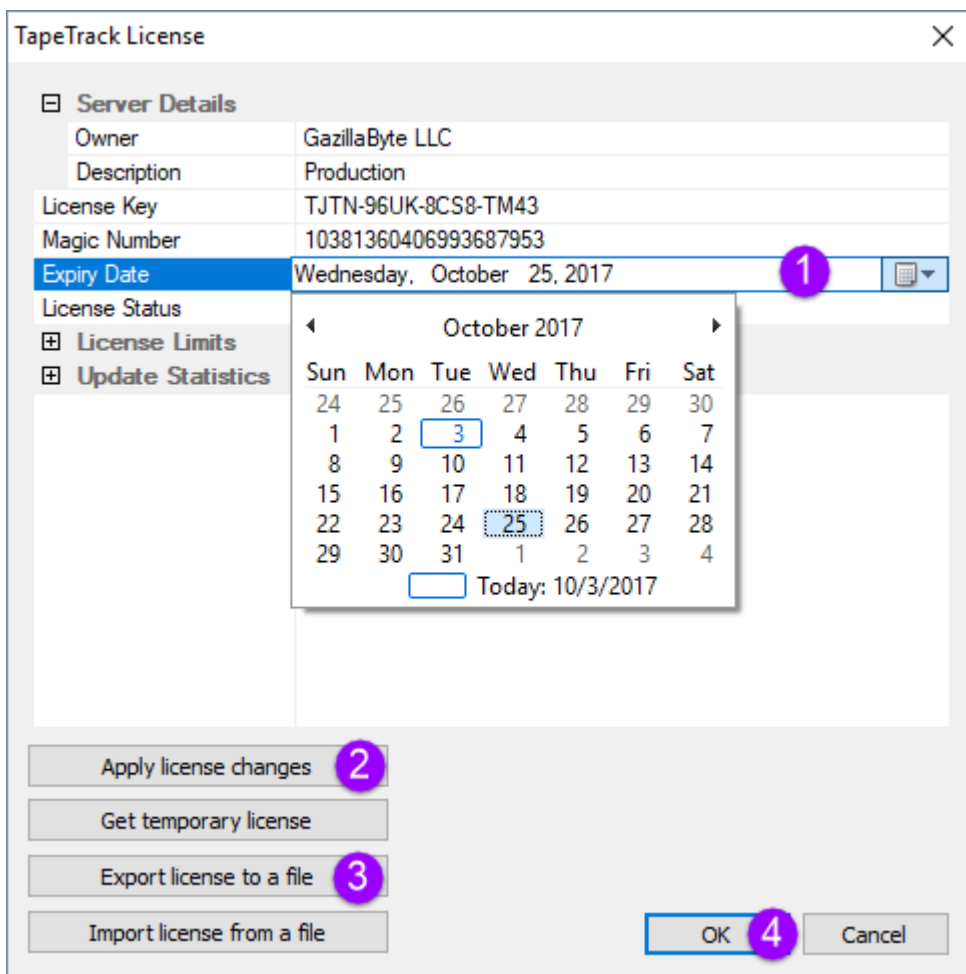 TapeTrack License
Server Details
Owner GazillaByte LLC
Description Production
License Key TJTN-96UK-8CS8-TM43
Magic Number 10381360406993687953
Expiry Date Wednesday, October 25, 2017 1
License Status
License Limits
Update Statistics
October 2017
Sun Mon Tue Wed Thu Fri Sat
24 25 26 27 28 29 30
1 2 3 4 5 6 7
8 9 10 11 12 13 14
15 16 17 18 19 20 21
22 23 24 25 26 27 28
29 30 31 1 2 3 4
Today: 10/3/2017
Apply license changes 2
Get temporary license
Export license to a file 3
Import license from a file
OK 4 Cancel